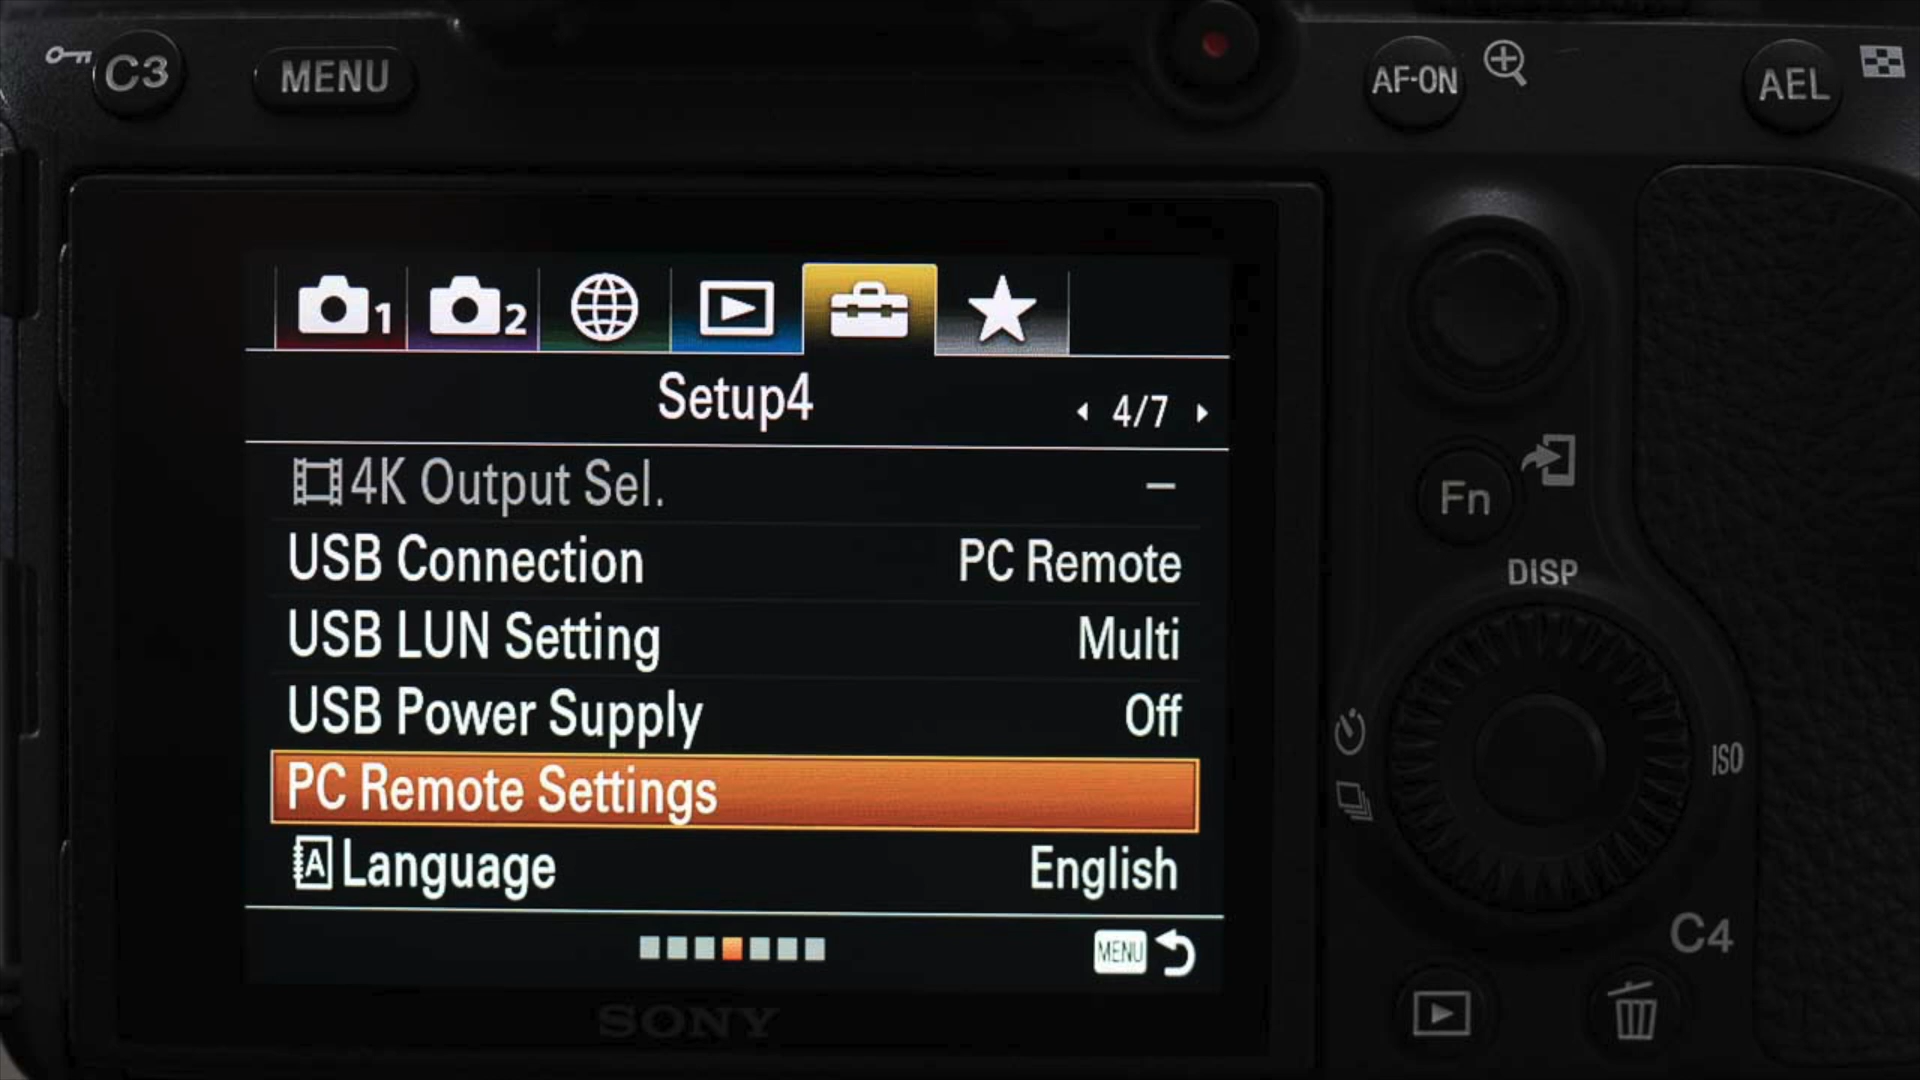 C3 MENU AF-ON AEL
1 2
Setup4 4/7
4K Output Sel. –
USB Connection PC Remote
USB LUN Setting Multi
USB Power Supply Off
PC Remote Settings
A Language English
MENU
SONY
Fn
DISP
ISO
C4